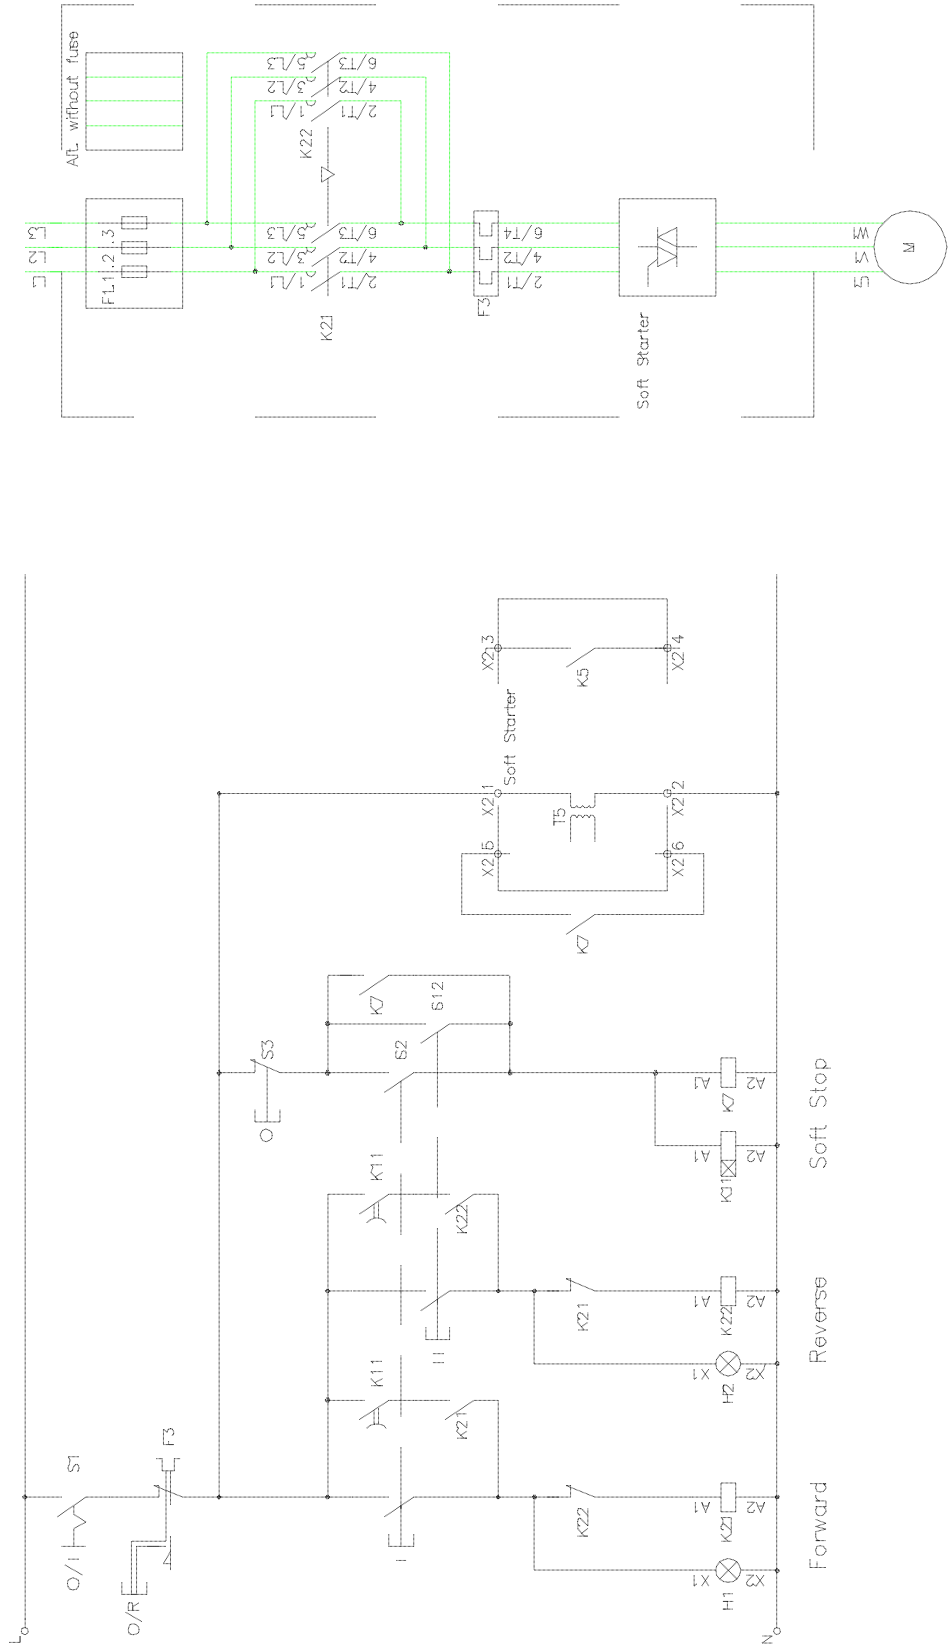 Alt. without fuse
L3
L2
L1
FL1.2.3
5/L3
3/L2
1/L1
6/T3
4/T2
2/T1
K22
5/L3
3/L2
1/L1
6/T3
4/T2
2/T1
K21
F3
6/T4
4/T2
2/T1
Soft Starter
W1
V1
U1
M
X2 3
K5
X2 4
Soft Starter
X2 1
T5
X2 2
X2 5
X2 6
K7
K7
S12
S2
S3
O
A1
K7
A2
A1
A2
Soft Stop
K11
K22
K21
II
A1
K22
A2
X1
H2
X2
Reverse
K11
K21
F3
S1
O/I
O/R
I
K22
A1
K21
A2
X1
H1
X2
Forward
L
N